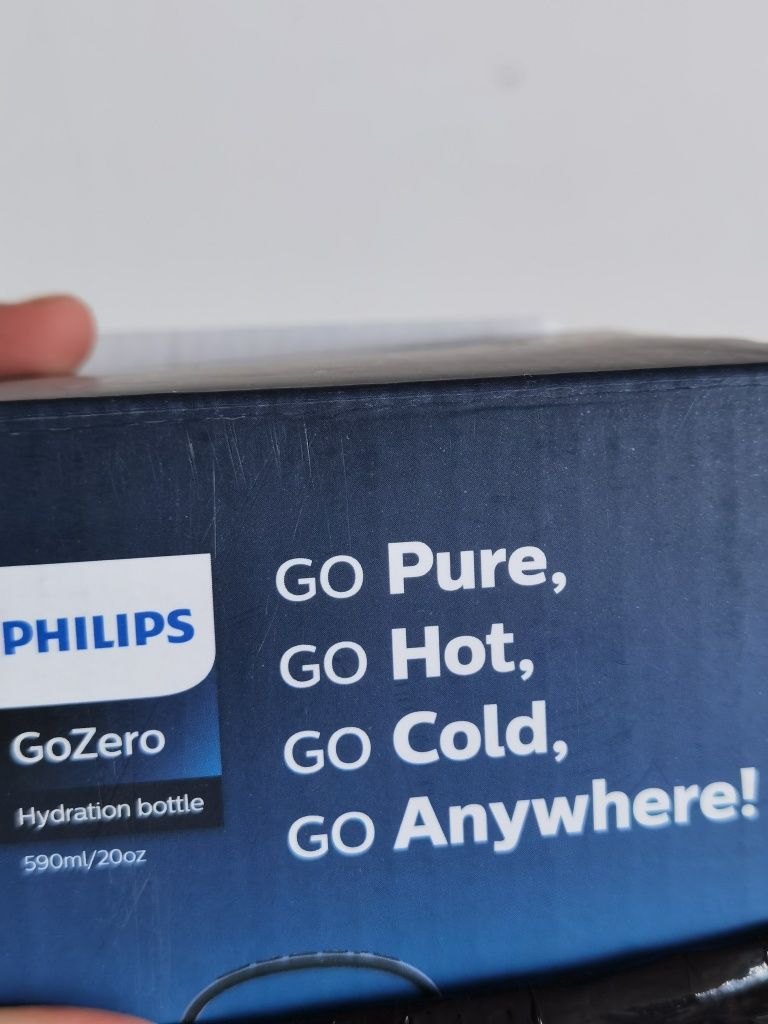 PHILIPS
GoZero
Hydration bottle
590ml/20oz
GO Pure,
GO Hot,
GO Cold,
GO Anywhere!